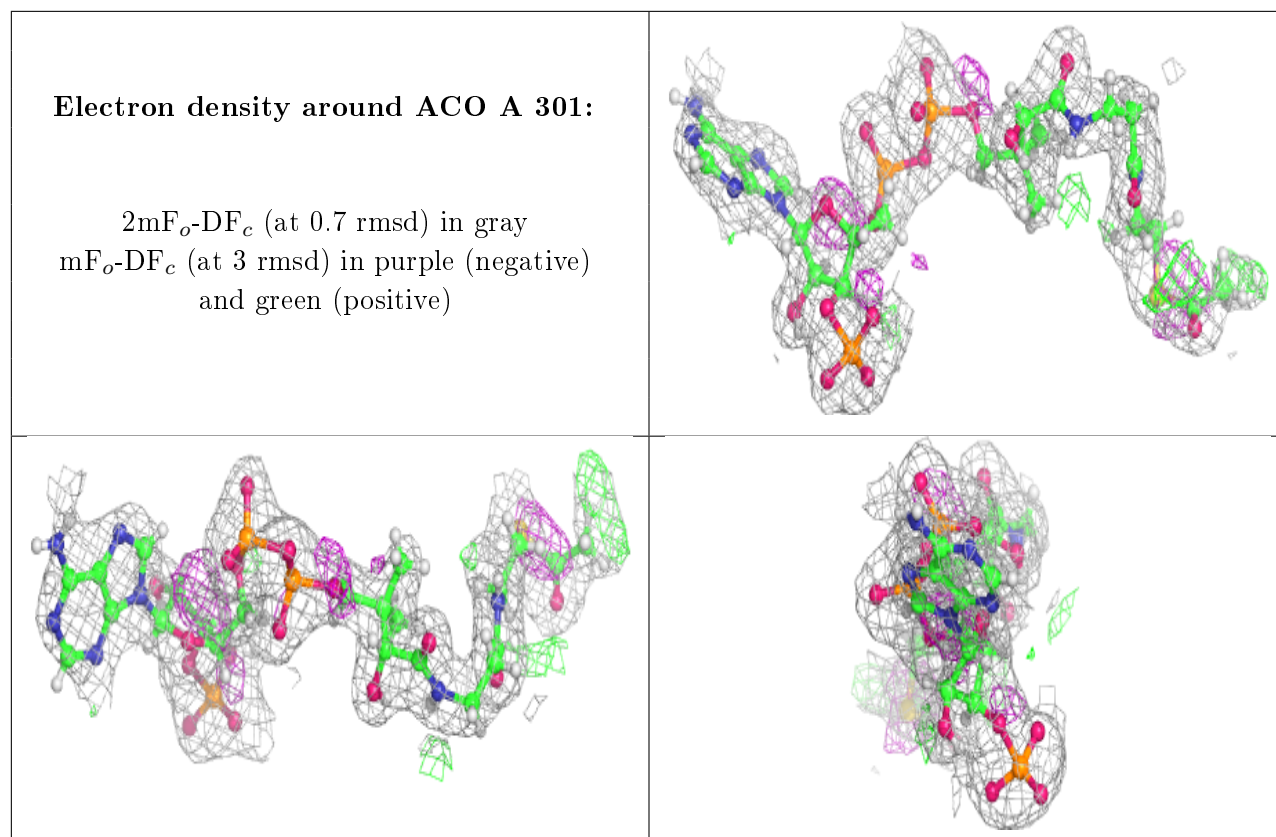 Electron density around ACO A 301:
2mFₒ-DF𝒸 (at 0.7 rmsd) in gray
mFₒ-DF𝒸 (at 3 rmsd) in purple (negative)
and green (positive)